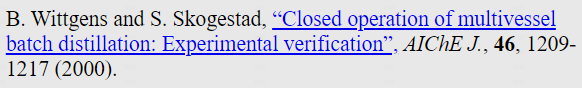 B. Wittgens and S. Skogestad, “Closed operation of multivessel
batch distillation: Experimental verification”, AIChE J., 46, 1209-
1217 (2000).